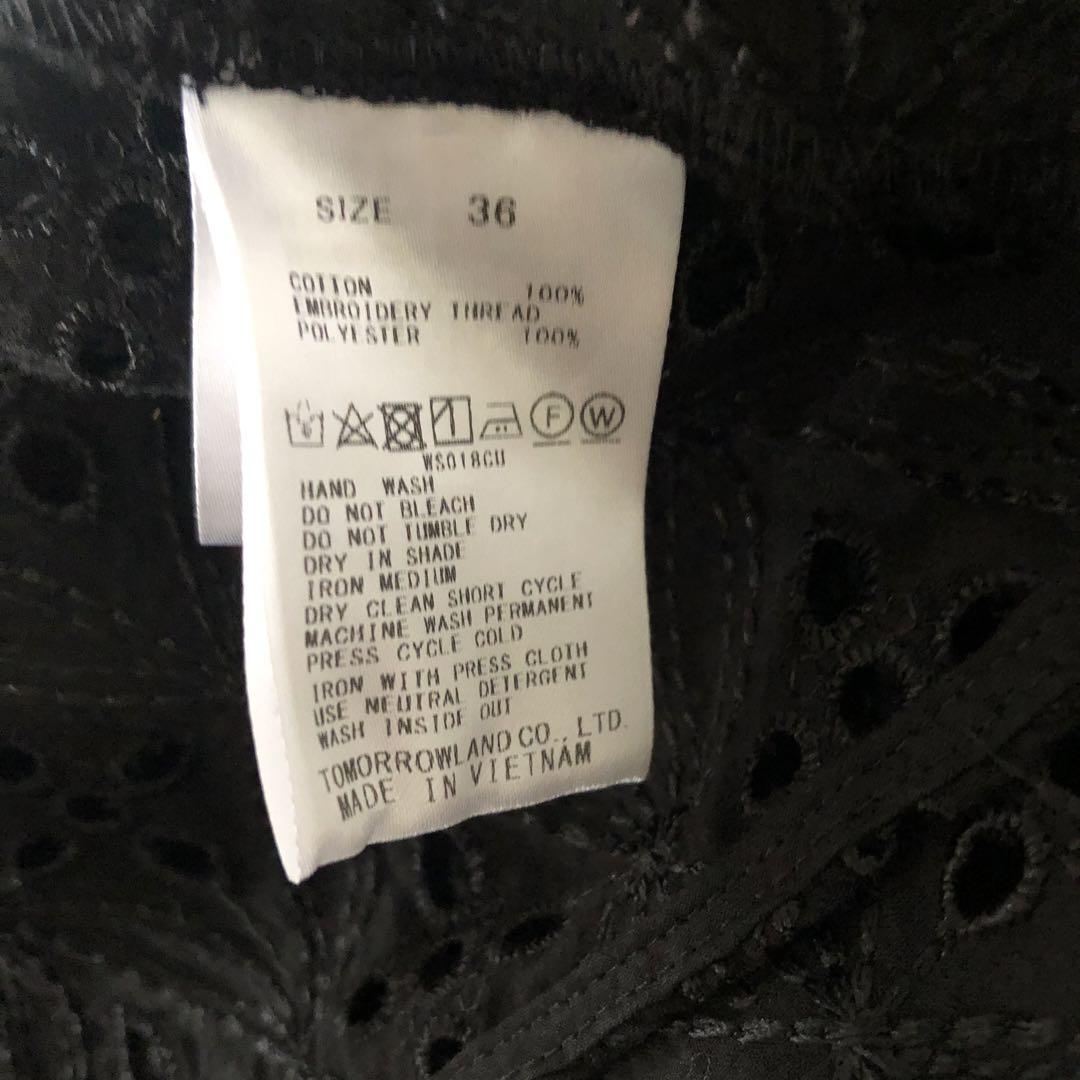 SIZE 36
COTTON 100%
EMBROIDERY THREAD
POLYESTER 100%
F W
WS018CU
HAND WASH
DO NOT BLEACH
DO NOT TUMBLE DRY
DRY IN SHADE
IRON MEDIUM
DRY CLEAN SHORT CYCLE
MACHINE WASH PERMANENT
PRESS CYCLE COLD
IRON WITH PRESS CLOTH
USE NEUTRAL DETERGENT
WASH INSIDE OUT
TOMORROWLAND CO., LTD.
MADE IN VIETNAM